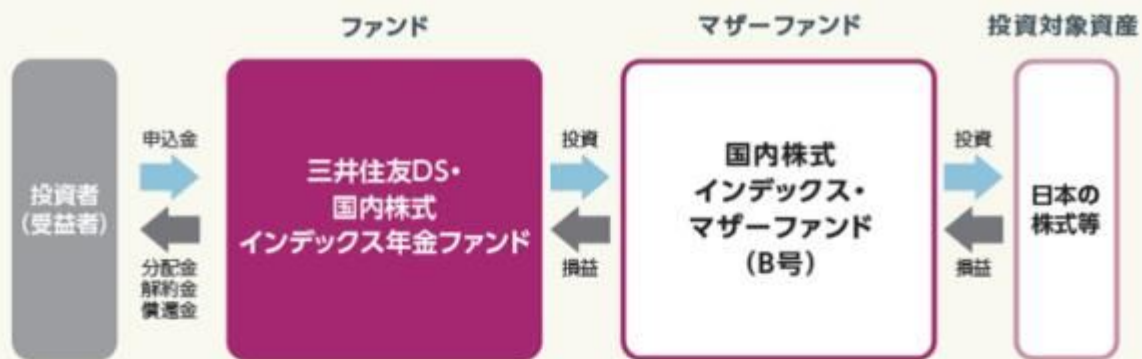 ファンド
マザーファンド
投資対象資産
投資者
(受益者)
申込金
分配金
解約金
償還金
三井住友DS・
国内株式
インデックス年金ファンド
投資
損益
国内株式
インデックス・
マザーファンド
(B号)
投資
損益
日本の
株式等